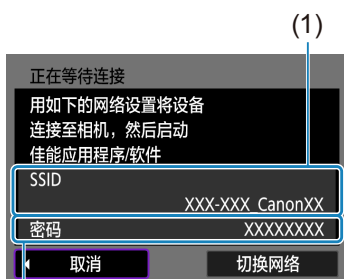 (1)
正在等待连接
用如下的网络设置将设备
连接至相机，然后启动
佳能应用程序/软件
SSID
XXX-XXX_CanonXX
密码 XXXXXXXX
取消 切换网络